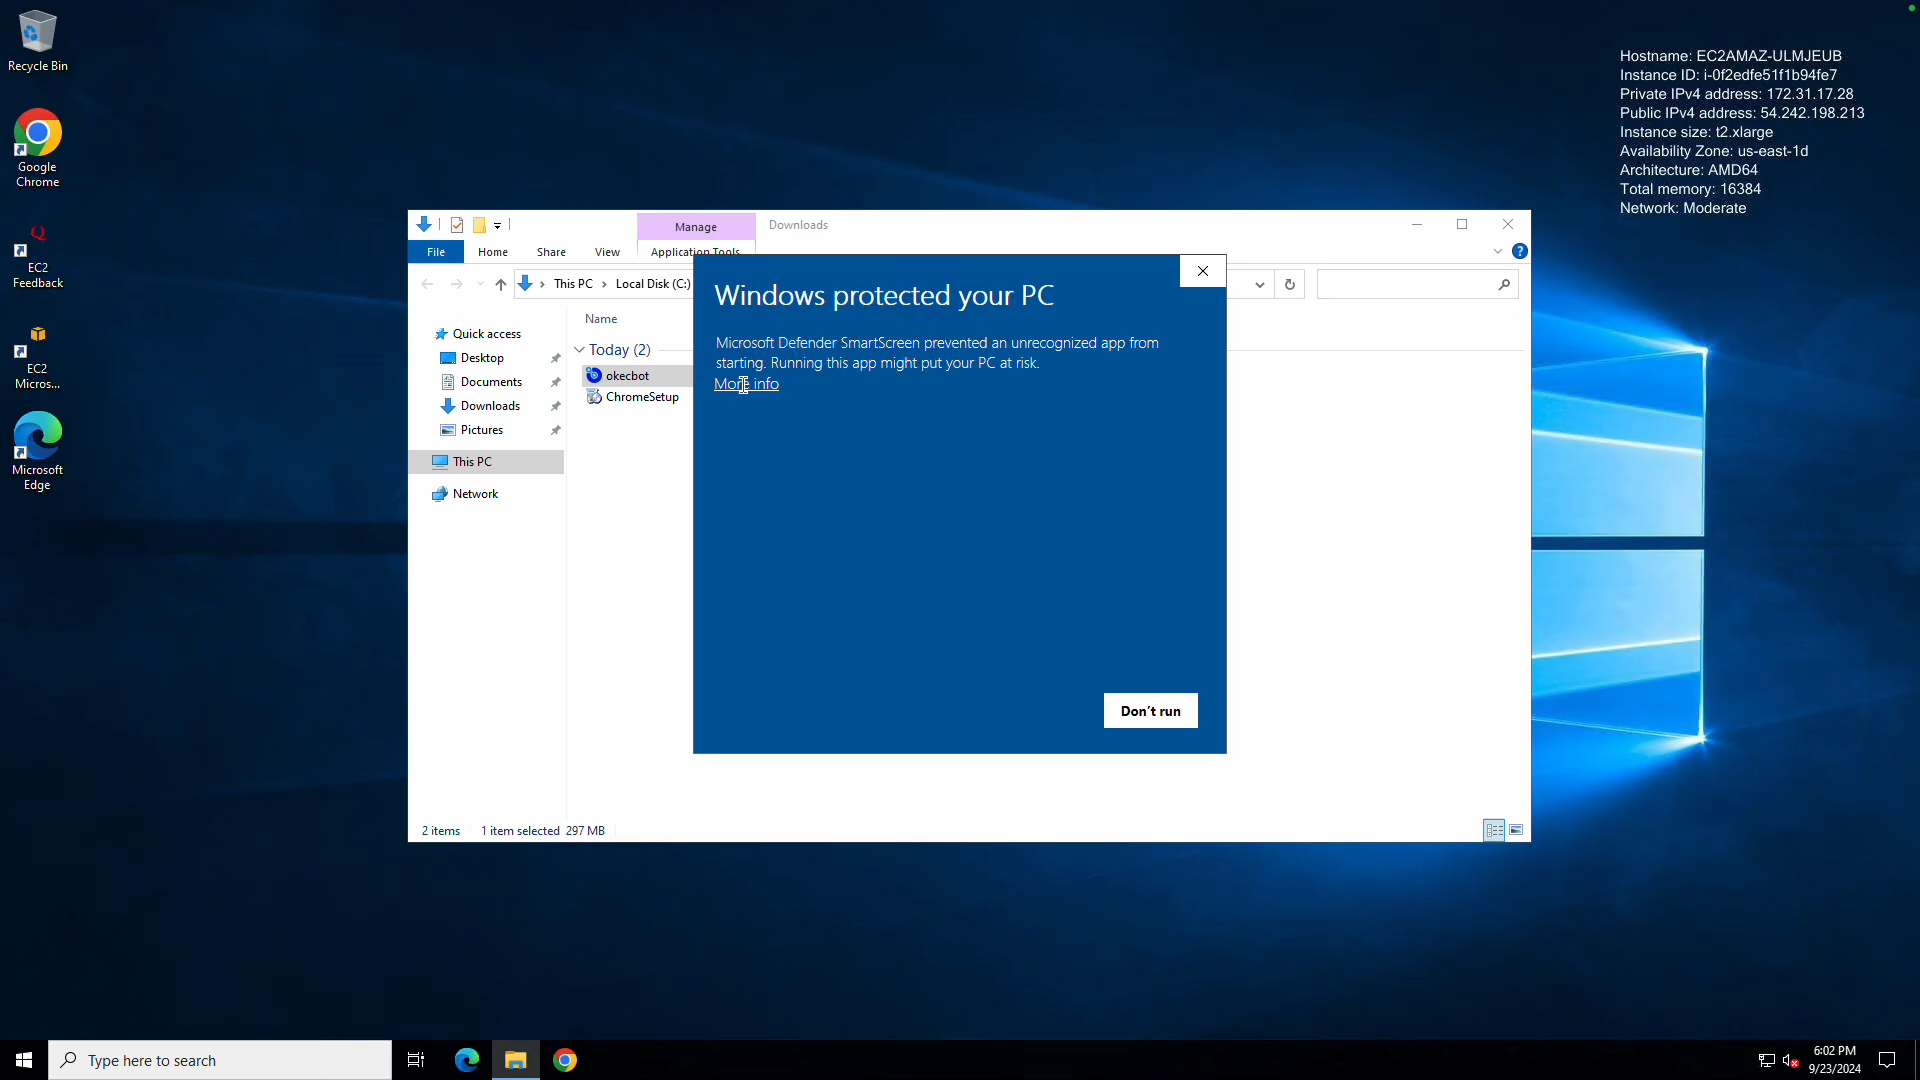 Recycle Bin
Google
Chrome
EC2
Feedback
EC2
Micros...
Microsoft
Edge
Hostname: EC2AMAZ-ULMJEUB
Instance ID: i-0f2edfe51f1b94fe7
Private IPv4 address: 172.31.17.28
Public IPv4 address: 54.242.198.213
Instance size: t2.xlarge
Availability Zone: us-east-1d
Architecture: AMD64
Total memory: 16384
Network: Moderate
Manage Downloads
File Home Share View Application Tools
This PC Local Disk (C:)
Name
Quick access
Desktop
Documents
Downloads
Pictures
This PC
Network
Today (2)
okecbot
ChromeSetup
Windows protected your PC
Microsoft Defender SmartScreen prevented an unrecognized app from
starting. Running this app might put your PC at risk.
More info
Don't run
2 items 1 item selected 297 MB
Type here to search
6:02 PM
9/23/2024